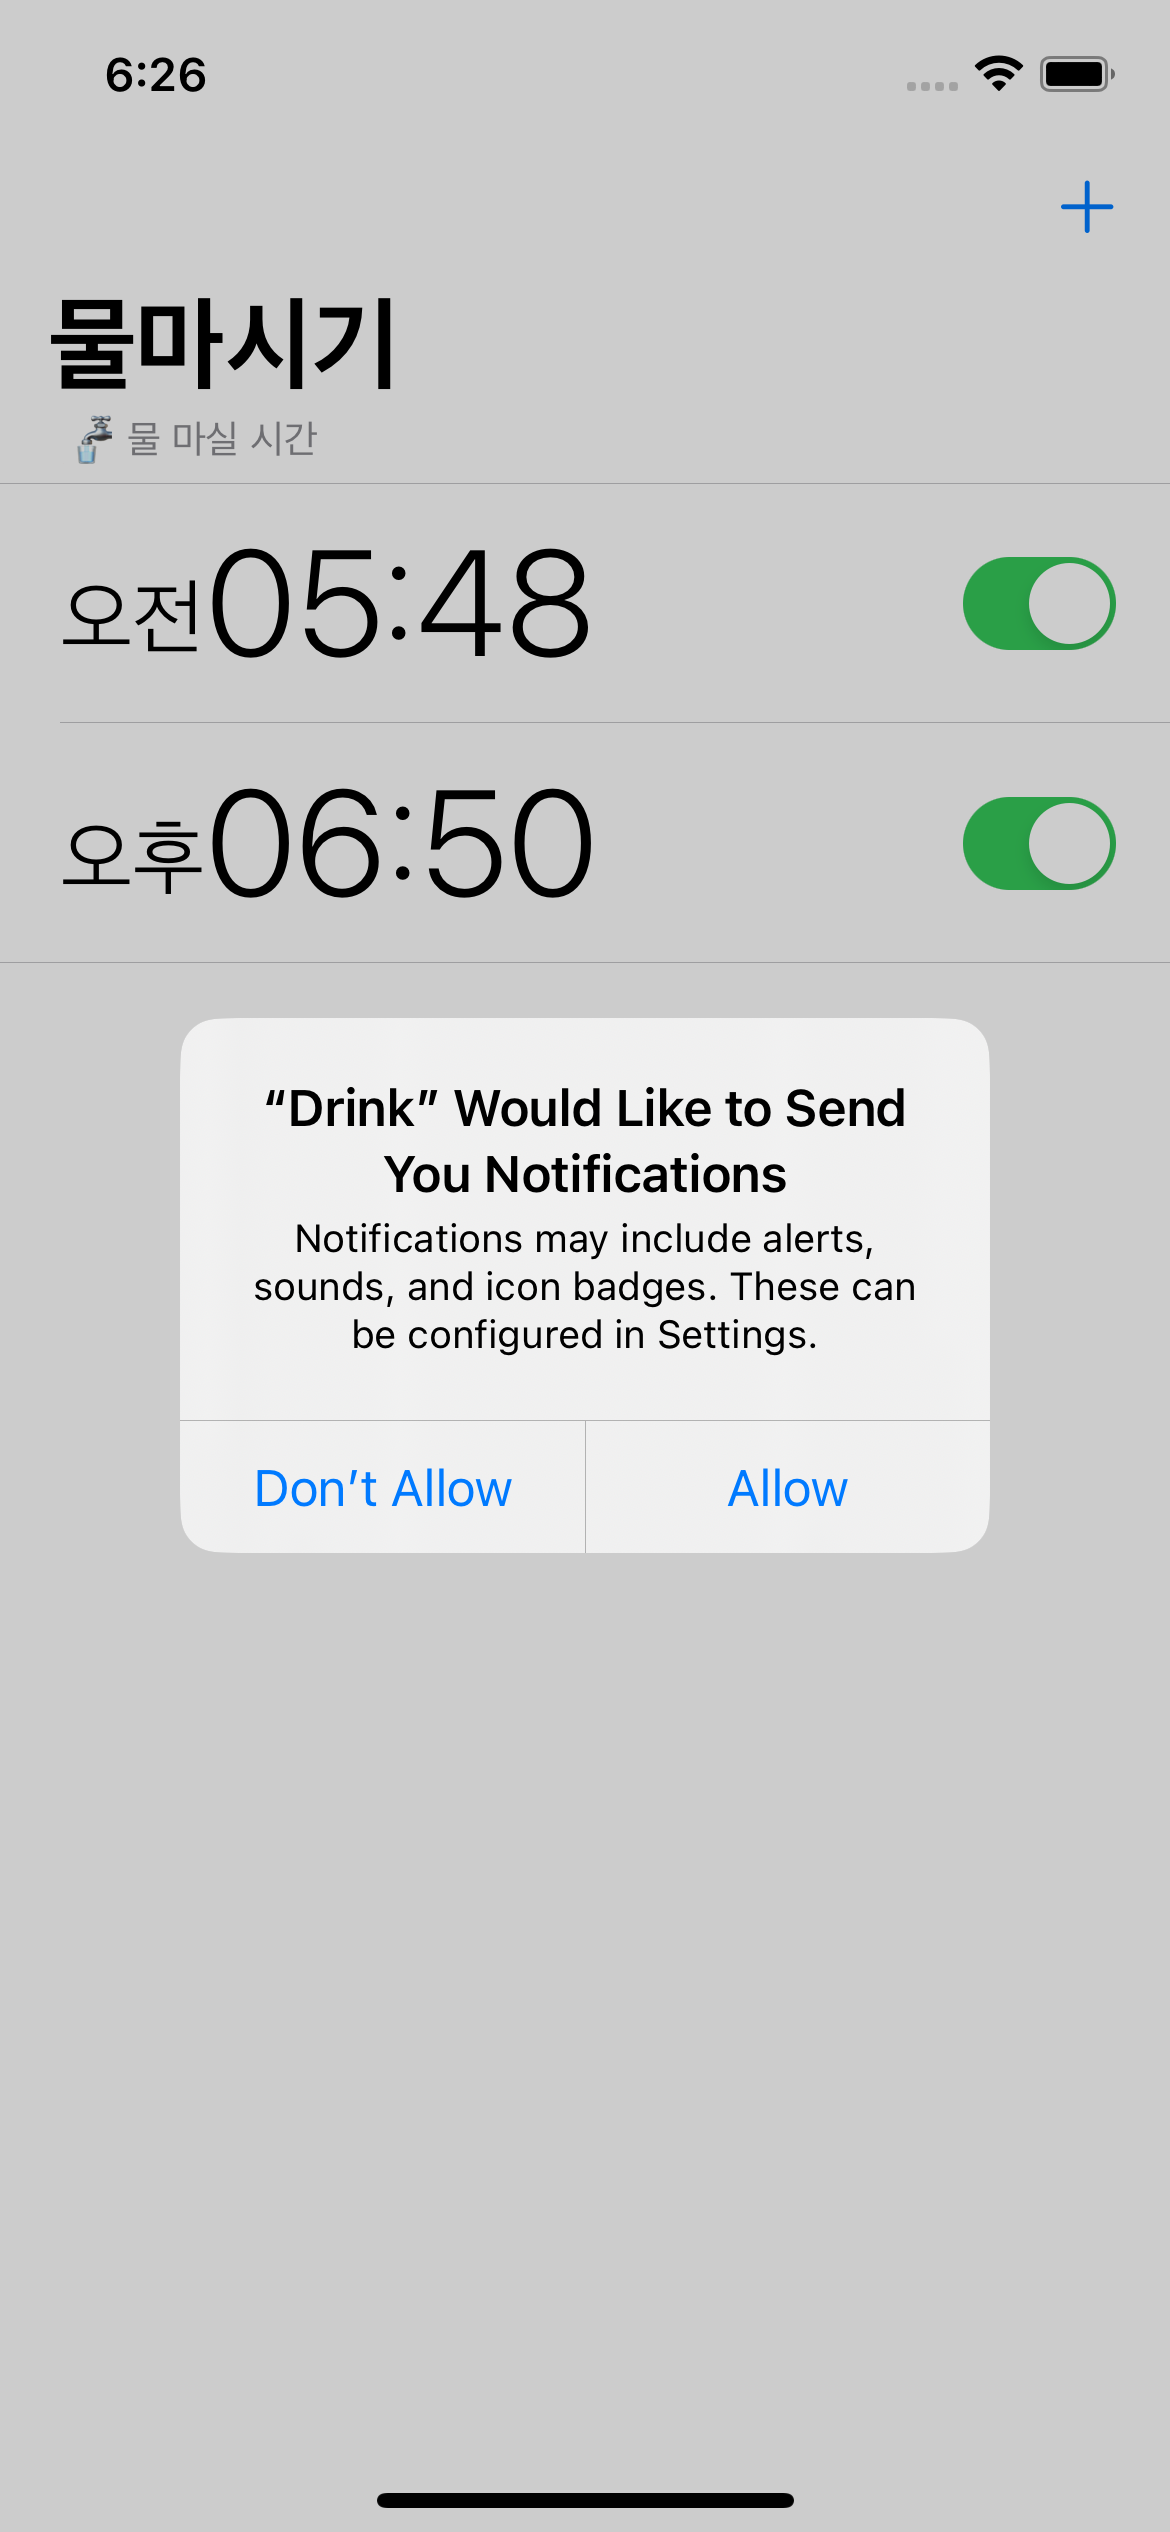 6:26
물마시기
🚰 물 마실 시간
오전05:48
오후06:50
“Drink” Would Like to Send
You Notifications
Notifications may include alerts,
sounds, and icon badges. These can
be configured in Settings.
Don’t Allow
Allow